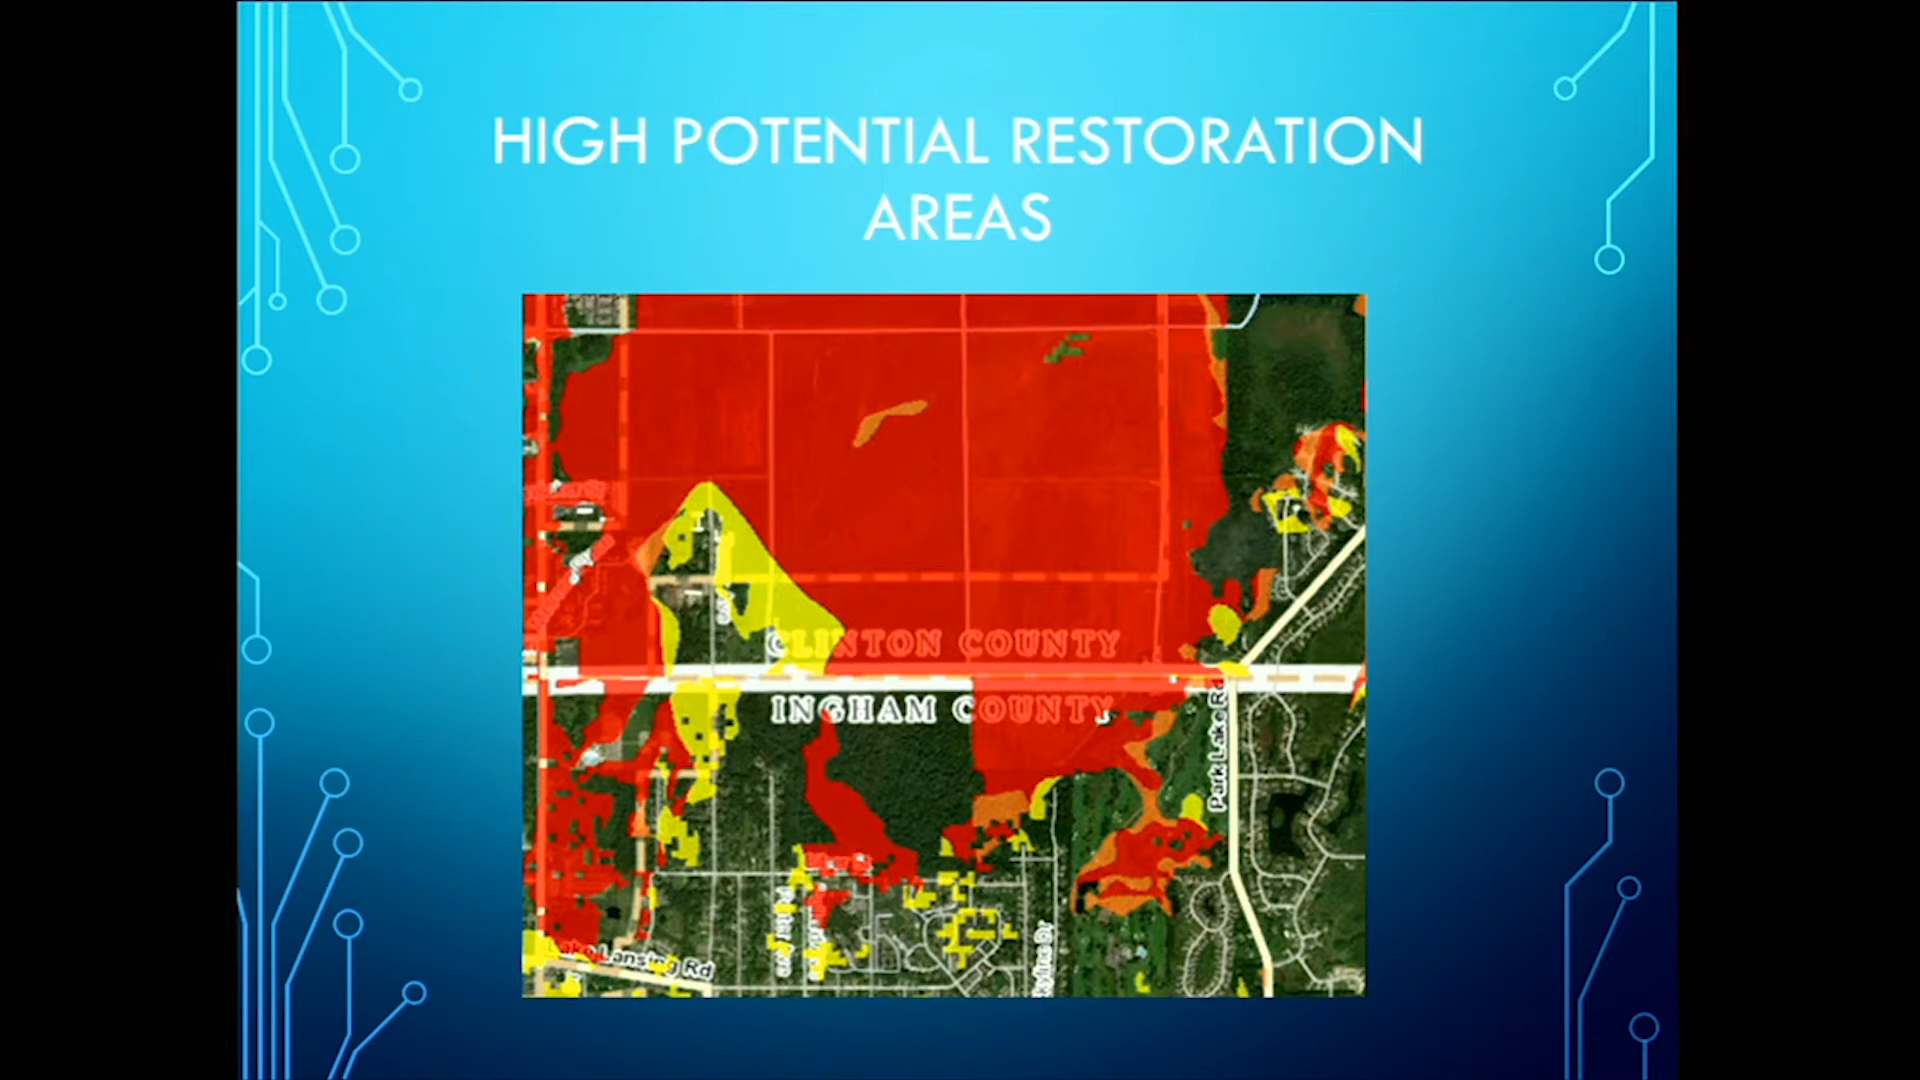 HIGH POTENTIAL RESTORATION
AREAS
CLINTON COUNTY
INGHAM COUNTY
Park Lake Rd
Lake Lansing Rd